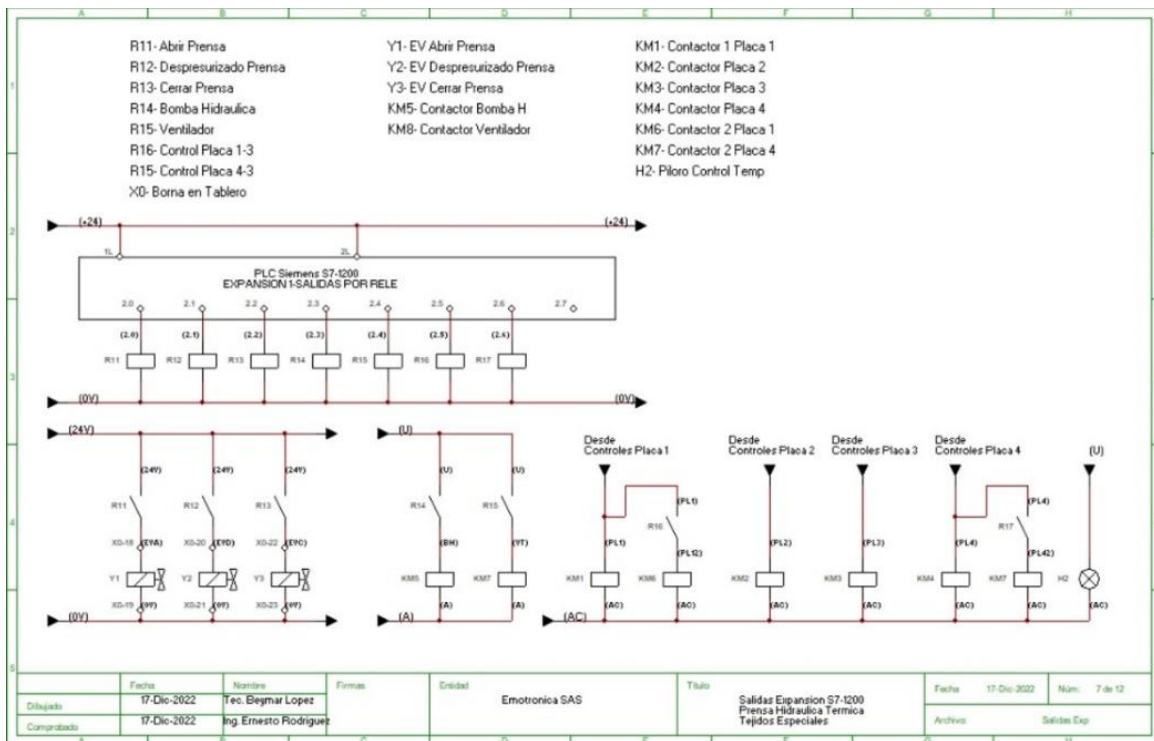 A B C D E F G H
R11- Abrir Prensa
R12- Despresurizado Prensa
R13- Cerrar Prensa
R14- Bomba Hidraulica
R15- Ventilador
R16- Control Placa 1-3
R15- Control Placa 4-3
X0- Borna en Tablero
Y1- EV Abrir Prensa
Y2- EV Despresurizado Prensa
Y3- EV Cerrar Prensa
KM5- Contactor Bomba H
KM8- Contactor Ventilador
KM1- Contactor 1 Placa 1
KM2- Contactor Placa 2
KM3- Contactor Placa 3
KM4- Contactor Placa 4
KM6- Contactor 2 Placa 1
KM7- Contactor 2 Placa 4
H2- Piloro Control Temp
1
2
3
4
5
(+24) (+24)
1L 2L
PLC Siemens S7-1200
EXPANSION 1-SALIDAS POR RELE
2.0 2.1 2.2 2.3 2.4 2.5 2.6 2.7
(2.0) (2.1) (2.2) (2.3) (2.4) (2.5) (2.6)
R11 R12 R13 R14 R15 R16 R17
(0V) (0V)
(24V) (U)
Desde
Controles Placa 1
Desde
Controles Placa 2
Desde
Controles Placa 3
Desde
Controles Placa 4
(U)
(24V) (24V) (24V) (U) (U)
(PL1) (PL4)
R11 R12 R13 R14 R15 R16 R17
X0-18 (EVA) X0-20 (EVD) X0-22 (EVC) (BH) (VT) (PL1) (PL12) (PL2) (PL3) (PL4) (PL42)
Y1 Y2 Y3 KM5 KM7 KM1 KM6 KM2 KM3 KM4 KM7 H2
X0-19 (0V) X0-21 (0V) X0-23 (0V) (A) (A) (AC) (AC) (AC) (AC) (AC) (AC) (AC)
(0V) (A) (AC)
Fecha Nombre Firmas Entidad Título
Dibujado 17-Dic-2022 Tec. Beymar Lopez
Comprobado 17-Dic-2022 Ing. Ernesto Rodriguez
Emotronica SAS
Salidas Expansion S7-1200
Prensa Hidraulica Termica
Tejidos Especiales
Fecha 17-Dic-2022 Núm: 7 de 12
Archivo Salidas Exp
A B C D E F G H